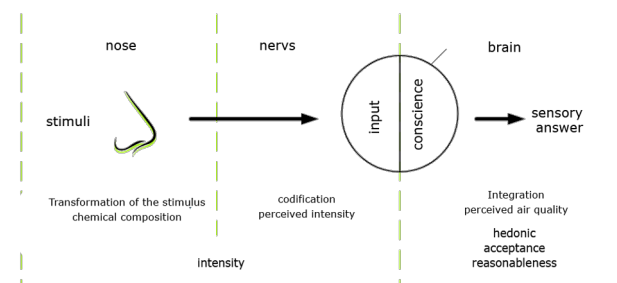 nose
nervs
brain
stimuli
input
conscience
sensory
answer
Transformation of the stimulus
chemical composition
codification
perceived intensity
Integration
perceived air quality
hedonic
acceptance
reasonableness
intensity